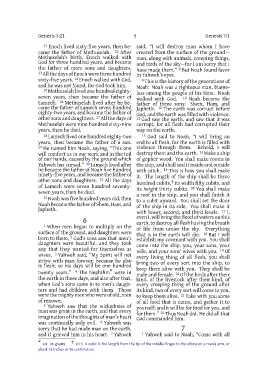 Genesis 5:21
5
Genesis 7:1
21 Enoch lived sixty-five years, then became the father of Methuselah. 22 After
Methuselah's birth, Enoch walked with
God for three hundred years, and became
the father of more sons and daughters.
23 All the days of Enoch were three hundred
sixty-five years. 24 Enoch walked with God,
and he was not found, for God took him.
25 Methuselah lived one hundred eighty-
seven years, then became the father of
Lamech. 26 Methuselah lived after he became the father of Lamech seven hundred
eighty-two years, and became the father of
other sons and daughters. 27 All the days of
Methuselah were nine hundred sixty-nine
years, then he died.
28 Lamech lived one hundred eighty-two
years, then became the father of a son.
29 He named him Noah, saying, "This one
will comfort us in our work and in the toil
of our hands, caused by the ground which
Yahweh has cursed." 30 Lamech lived after
he became the father of Noah five hundred
ninety-five years, and became the father of
other sons and daughters. 31 All the days
of Lamech were seven hundred seventy-
seven years, then he died.
32 Noah was five hundred years old, then
Noah became the father of Shem, Ham, and
Japheth.
6
1 When men began to multiply on the
surface of the ground, and daughters were
born to them, 2 God's sons saw that men's
daughters were beautiful, and they took
any that they wanted for themselves as
wives. 3 Yahweh said, "My Spirit will not
strive with man forever, because he also
is flesh; so his days will be one hundred
twenty years." 4 The Nephilim were in
the earth in those days, and also after that,
when God's sons came in to men's daughters and had children with them. Those
were the mighty men who were of old, men
of renown.
5 Yahweh saw that the wickedness of
man was great in the earth, and that every
imagination of the thoughts of man's heart
was continually only evil. 6 Yahweh was
sorry that he had made man on the earth,
and it grieved him in his heart. 7 Yahweh
said, "I will destroy man whom I have
created from the surface of the ground—
man, along with animals, creeping things,
and birds of the sky—for I am sorry that I
have made them." 8 But Noah found favor
in Yahweh's eyes.
9 This is the history of the generations of
Noah: Noah was a righteous man, blameless among the people of his time. Noah
walked with God. 10 Noah became the
father of three sons: Shem, Ham, and
Japheth. 11 The earth was corrupt before
God, and the earth was filled with violence.
12 God saw the earth, and saw that it was
corrupt, for all flesh had corrupted their
way on the earth.
13 God said to Noah, "I will bring an
end to all flesh, for the earth is filled with
violence through them. Behold, I will
destroy them and the earth. 14 Make a ship
of gopher wood. You shall make rooms in
the ship, and shall seal it inside and outside
with pitch. 15 This is how you shall make
it. The length of the ship shall be three
hundred cubits, its width fifty cubits, and
its height thirty cubits. 16 You shall make
a roof in the ship, and you shall finish it
to a cubit upward. You shall set the door
of the ship in its side. You shall make it
with lower, second, and third levels. 17 I,
even I, will bring the flood of waters on this
earth, to destroy all flesh having the breath
of life from under the sky. Everything
that is in the earth will die. 18 But I will
establish my covenant with you. You shall
come into the ship, you, your sons, your
wife, and your sons' wives with you. 19 Of
every living thing of all flesh, you shall
bring two of every sort into the ship, to
keep them alive with you. They shall be
male and female. 20 Of the birds after their
kind, of the livestock after their kind, of
every creeping thing of the ground after
its kind, two of every sort will come to you,
to keep them alive. 21 Take with you some
of all food that is eaten, and gather it to
yourself; and it will be for food for you, and
for them." 22 Thus Noah did. He did all that
God commanded him.
7
1 Yahweh said to Noah, "Come with all